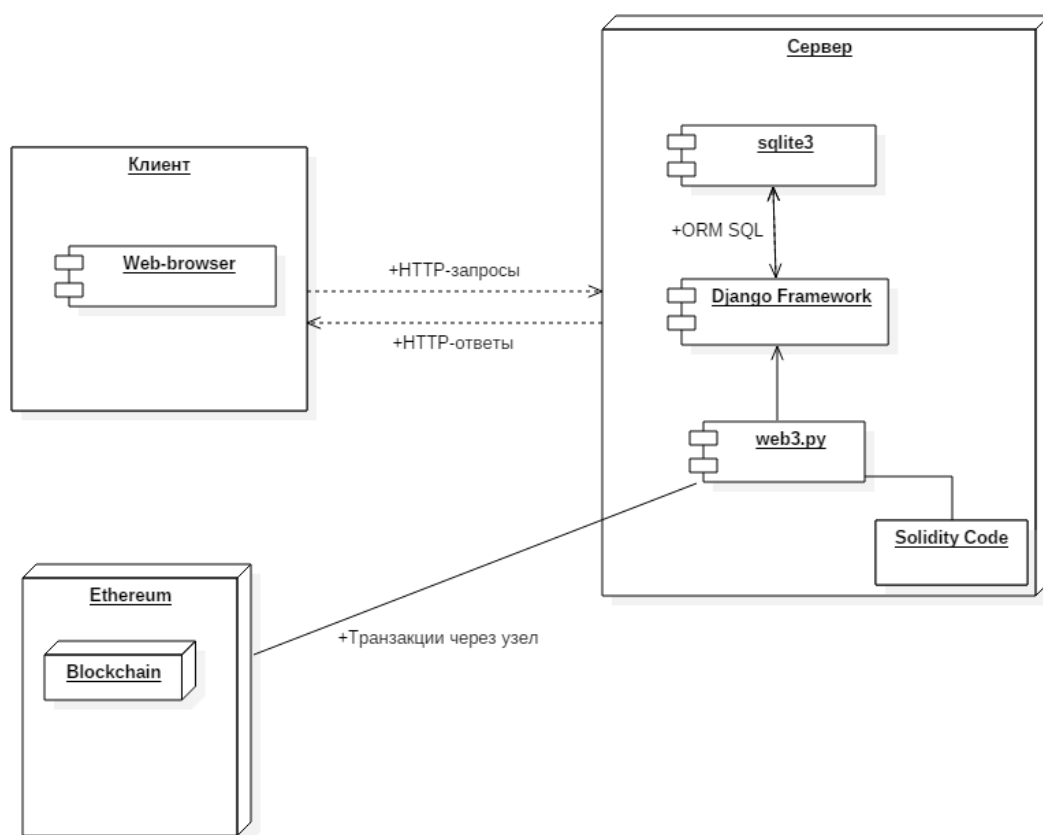 Сервер
sqlite3
Клиент
+ORM SQL
Web-browser
+HTTP-запросы
Django Framework
+HTTP-ответы
web3.py
Solidity Code
Ethereum
+Транзакции через узел
Blockchain